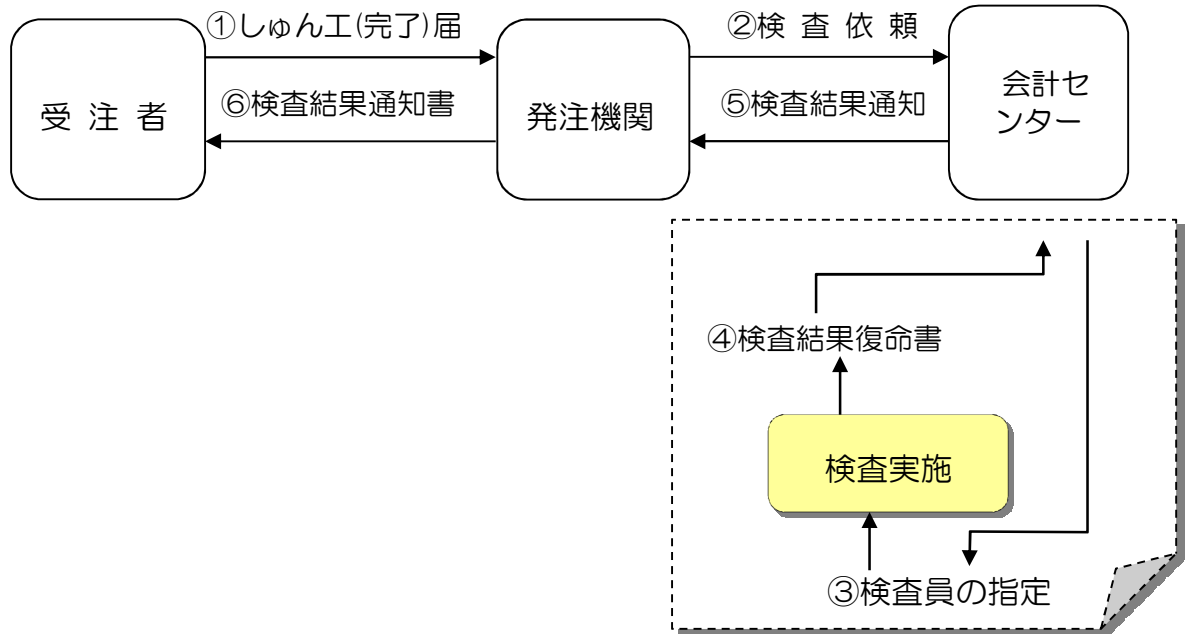 ①しゅん工(完了)届
②検 査 依 頼
受 注 者
⑥検査結果通知書
発注機関
⑤検査結果通知
会計セ
ンター
④検査結果復命書
検査実施
③検査員の指定